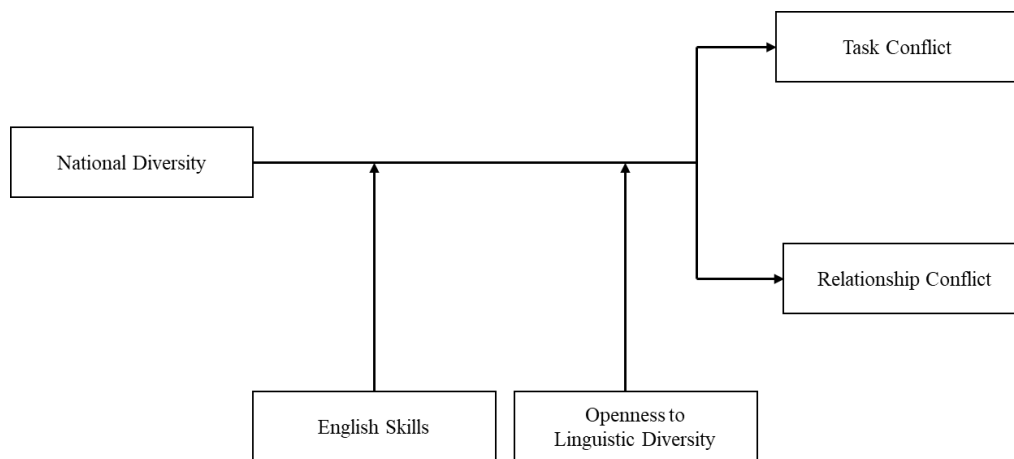 Task Conflict
National Diversity
Relationship Conflict
English Skills
Openness to
Linguistic Diversity